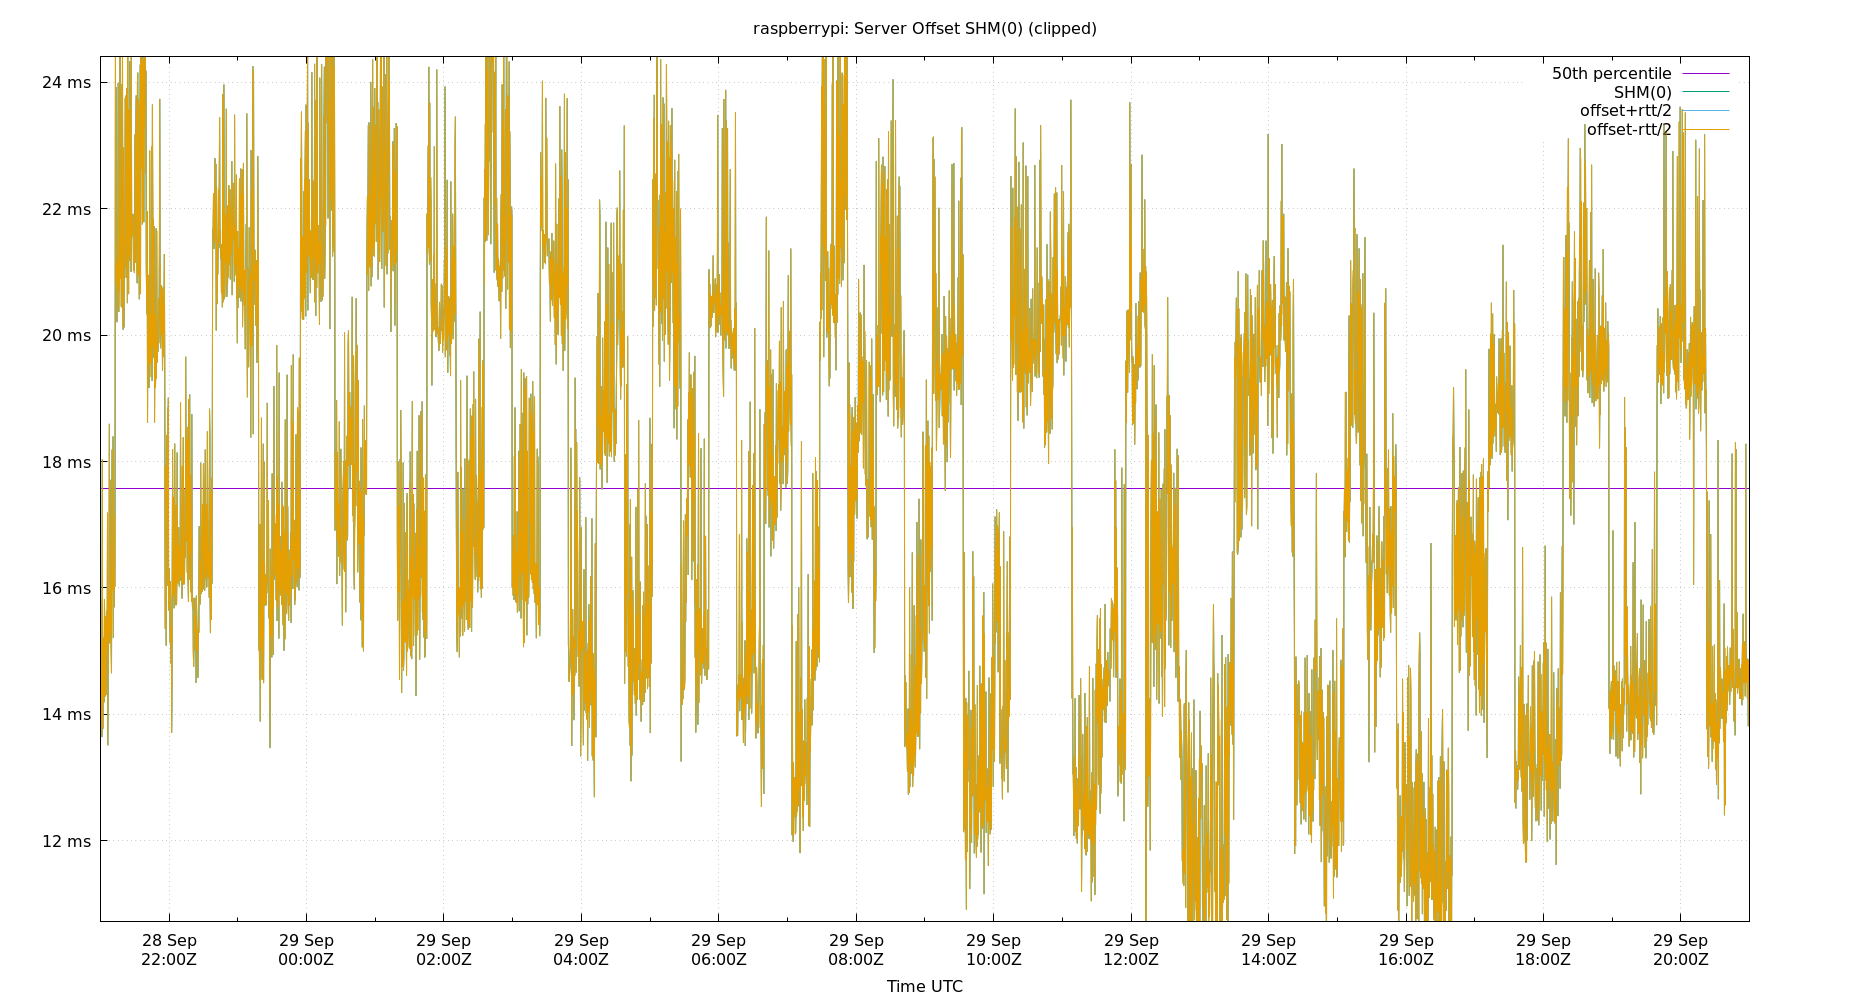 raspberrypi: Server Offset SHM(0) (clipped)
24 ms
22 ms
20 ms
18 ms
16 ms
14 ms
12 ms
50th percentile
SHM(0)
offset+rtt/2
offset-rtt/2
28 Sep 29 Sep 29 Sep 29 Sep 29 Sep 29 Sep 29 Sep 29 Sep 29 Sep 29 Sep 29 Sep 29 Sep
22:00Z 00:00Z 02:00Z 04:00Z 06:00Z 08:00Z 10:00Z 12:00Z 14:00Z 16:00Z 18:00Z 20:00Z
Time UTC